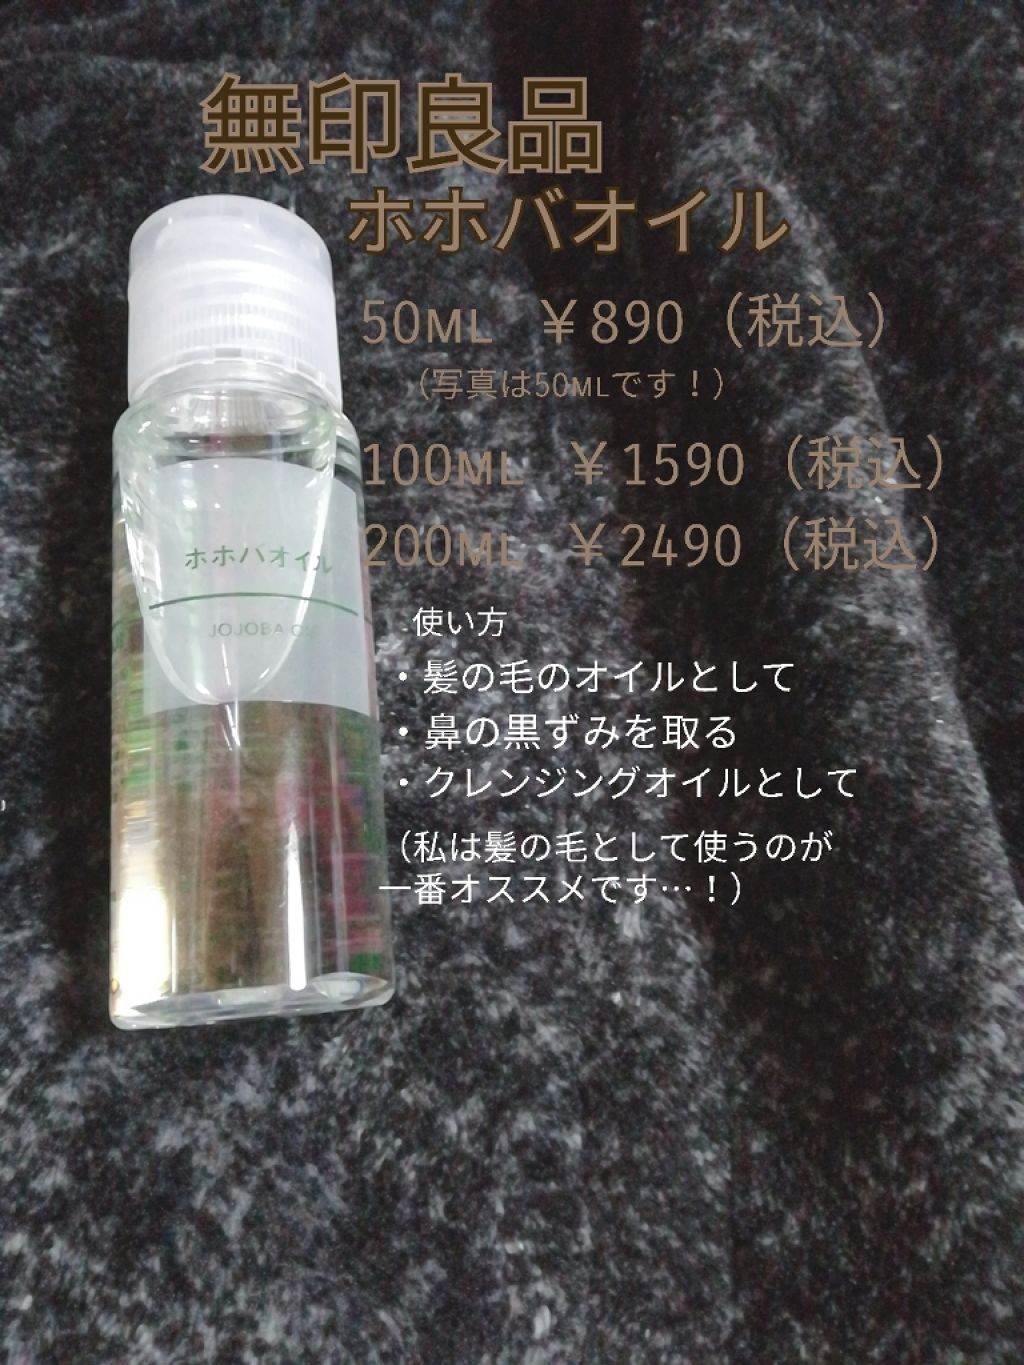 無印良品
ホホバオイル
50ML ￥890（税込）
（写真は50MLです！）
100ML ￥1590（税込）
200ML ￥2490（税込）
ホホバオイル
JOJOBA
使い方
・髪の毛のオイルとして
・鼻の黒ずみを取る
・クレンジングオイルとして
（私は髪の毛として使うのが
一番オススメです…！）